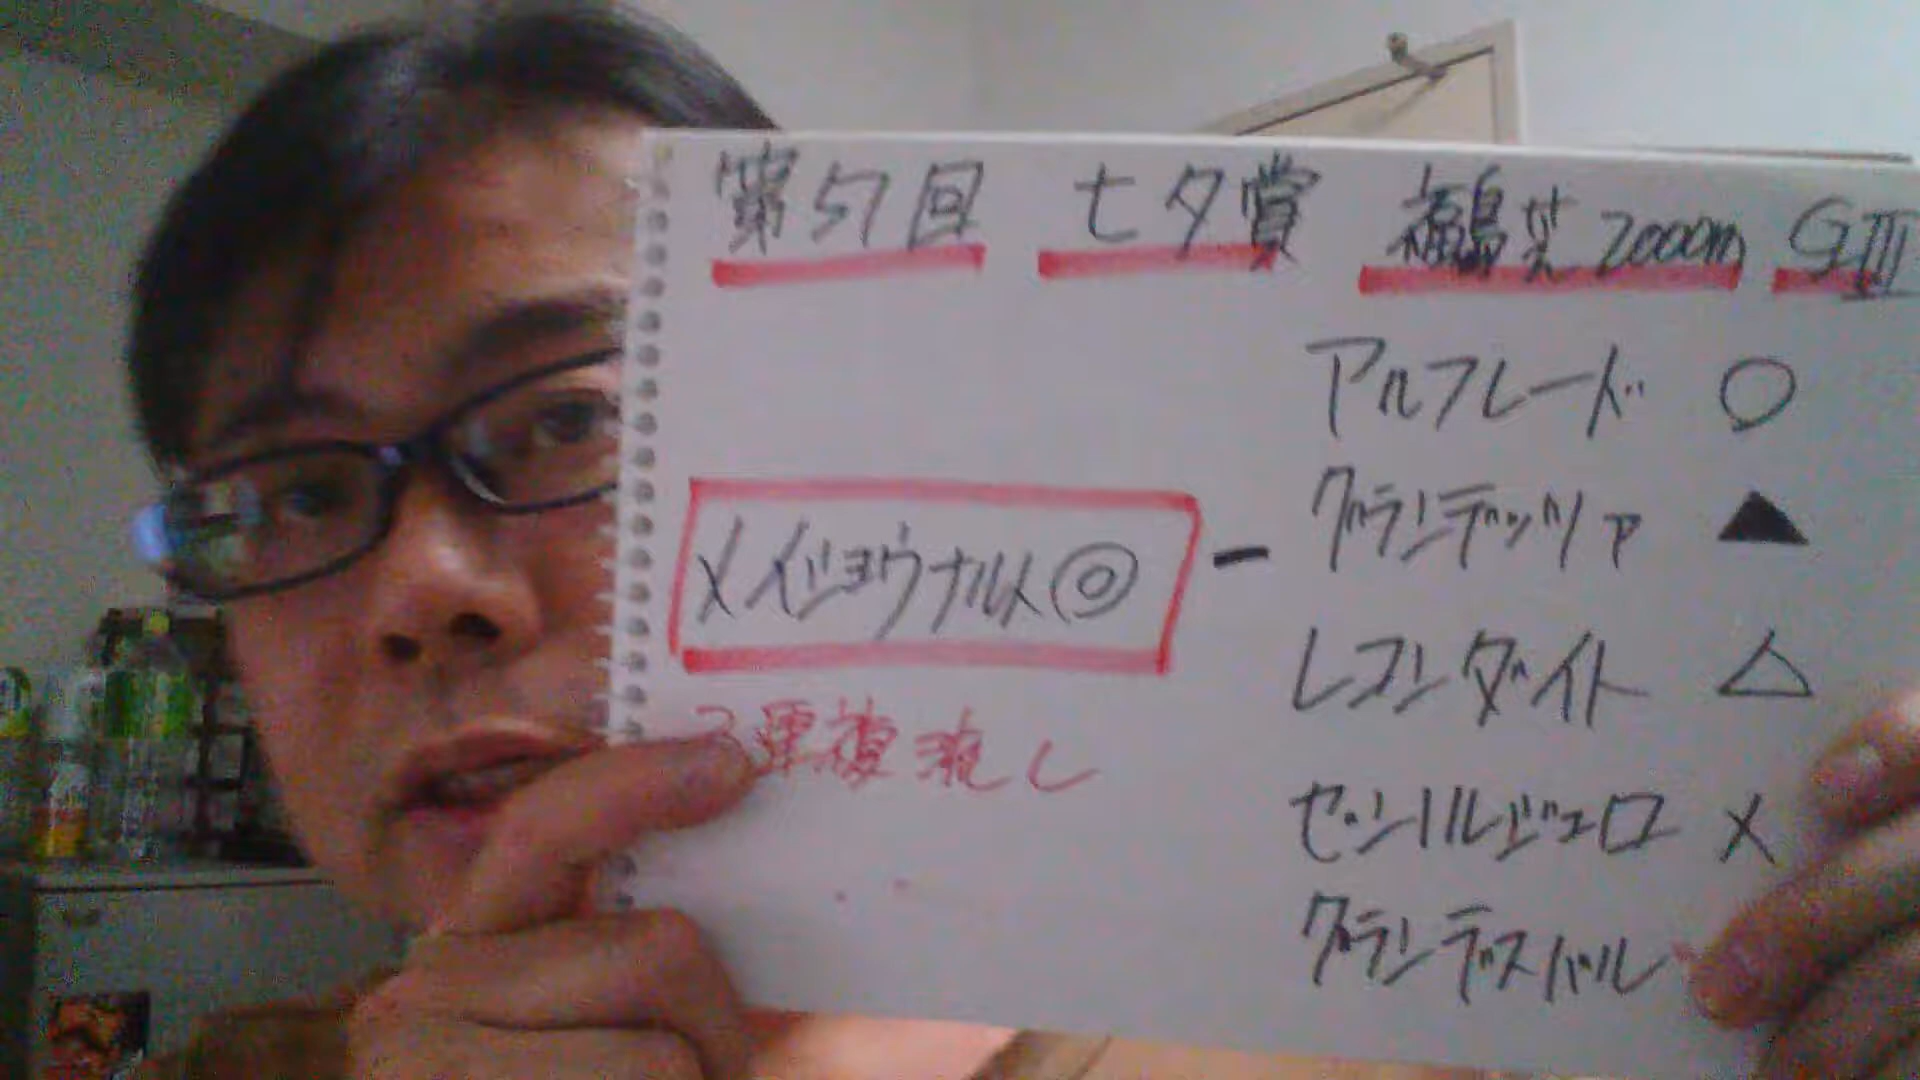 第51回 七夕賞 福島芝2000m GIII
アルフレード ○
グランデッツァ ▲
メイショウナルト◎ −
レコンダイト △
3連複流し
ゼンノルジェロ ×
グランデスバル